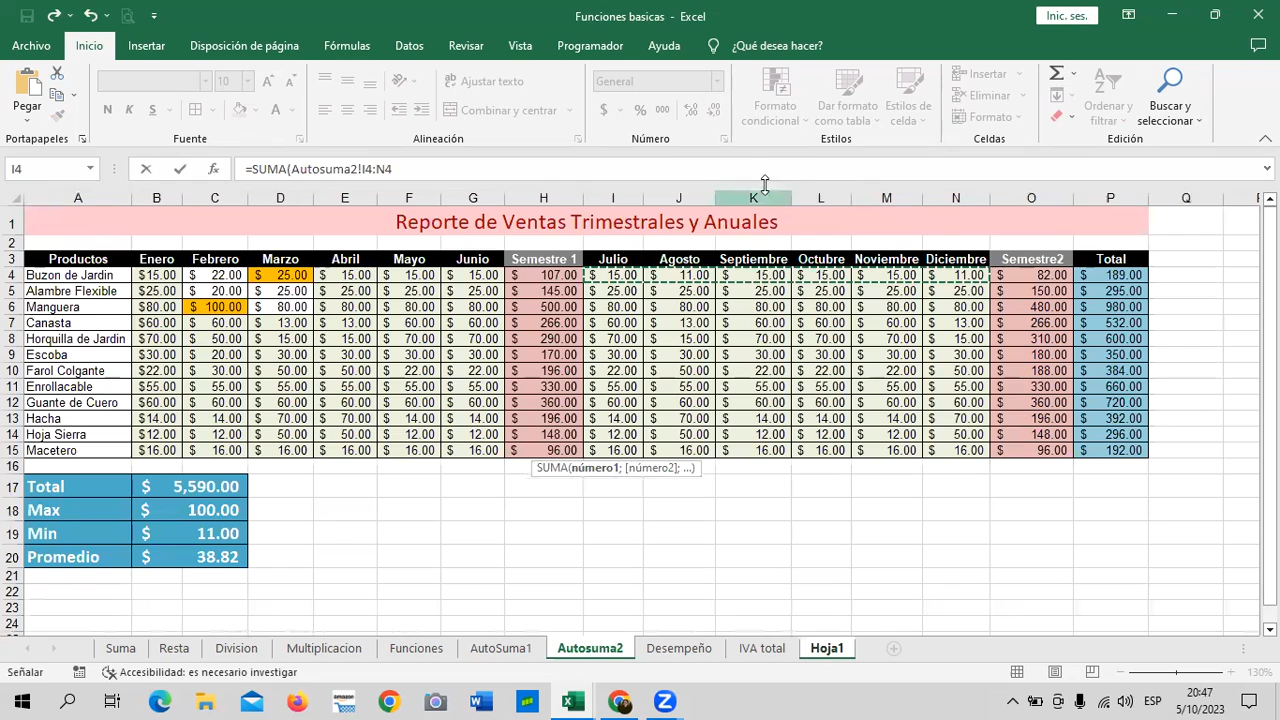 Funciones basicas - Excel
Inic. ses.
Archivo Inicio Insertar Disposición de página Fórmulas Datos Revisar Vista Programador Ayuda ¿Qué desea hacer?
Pegar
10
N K S
Ajustar texto
Combinar y centrar
General
$ % 000
Formato condicional
Dar formato como tabla
Estilos de celda
Insertar
Eliminar
Formato
Ordenar y filtrar
Buscar y seleccionar
Portapapeles Fuente Alineación Número Estilos Celdas Edición
I4 fx =SUMA(Autosuma2!I4:N4
A B C D E F G H I J K L M N O P Q
1 Reporte de Ventas Trimestrales y Anuales
2
3 Productos Enero Febrero Marzo Abril Mayo Junio Semestre 1 Julio Agosto Septiembre Octubre Noviembre Diciembre Semestre2 Total
4 Buzon de Jardin $15.00 $ 22.00 $ 25.00 $ 15.00 $ 15.00 $ 15.00 $ 107.00 $ 15.00 $ 11.00 $ 15.00 $ 15.00 $ 15.00 $ 11.00 $ 82.00 $ 189.00
5 Alambre Flexible $25.00 $ 20.00 $ 25.00 $ 25.00 $ 25.00 $ 25.00 $ 145.00 $ 25.00 $ 25.00 $ 25.00 $ 25.00 $ 25.00 $ 25.00 $ 150.00 $ 295.00
6 Manguera $80.00 $ 100.00 $ 80.00 $ 80.00 $ 80.00 $ 80.00 $ 500.00 $ 80.00 $ 80.00 $ 80.00 $ 80.00 $ 80.00 $ 80.00 $ 480.00 $ 980.00
7 Canasta $60.00 $ 60.00 $ 13.00 $ 13.00 $ 60.00 $ 60.00 $ 266.00 $ 60.00 $ 13.00 $ 60.00 $ 60.00 $ 60.00 $ 13.00 $ 266.00 $ 532.00
8 Horquilla de Jardin $70.00 $ 50.00 $ 15.00 $ 15.00 $ 70.00 $ 70.00 $ 290.00 $ 70.00 $ 15.00 $ 70.00 $ 70.00 $ 70.00 $ 15.00 $ 310.00 $ 600.00
9 Escoba $30.00 $ 20.00 $ 30.00 $ 30.00 $ 30.00 $ 30.00 $ 170.00 $ 30.00 $ 30.00 $ 30.00 $ 30.00 $ 30.00 $ 30.00 $ 180.00 $ 350.00
10 Farol Colgante $22.00 $ 30.00 $ 50.00 $ 50.00 $ 22.00 $ 22.00 $ 196.00 $ 22.00 $ 50.00 $ 22.00 $ 22.00 $ 22.00 $ 50.00 $ 188.00 $ 384.00
11 Enrollacable $55.00 $ 50.00 $ 55.00 $ 55.00 $ 55.00 $ 55.00 $ 330.00 $ 55.00 $ 55.00 $ 55.00 $ 55.00 $ 55.00 $ 55.00 $ 330.00 $ 660.00
12 Guante de Cuero $60.00 $ 60.00 $ 60.00 $ 60.00 $ 60.00 $ 60.00 $ 360.00 $ 60.00 $ 60.00 $ 60.00 $ 60.00 $ 60.00 $ 60.00 $ 360.00 $ 720.00
13 Hacha $14.00 $ 14.00 $ 70.00 $ 70.00 $ 14.00 $ 14.00 $ 196.00 $ 14.00 $ 70.00 $ 14.00 $ 14.00 $ 14.00 $ 70.00 $ 196.00 $ 392.00
14 Hoja Sierra $12.00 $ 12.00 $ 50.00 $ 50.00 $ 12.00 $ 12.00 $ 148.00 $ 12.00 $ 50.00 $ 12.00 $ 12.00 $ 12.00 $ 50.00 $ 148.00 $ 296.00
15 Macetero $16.00 $ 16.00 $ 16.00 $ 16.00 $ 16.00 $ 16.00 $ 96.00 $ 16.00 $ 16.00 $ 16.00 $ 16.00 $ 16.00 $ 16.00 $ 96.00 $ 192.00
16 SUMA(número1; [número2]; ...)
17 Total $ 5,590.00
18 Max $ 100.00
19 Min $ 11.00
20 Promedio $ 38.82
21
22
23
24
Suma Resta Division Multiplicacion Funciones AutoSuma1 Autosuma2 Desempeño IVA total Hoja1
Señalar Accesibilidad: es necesario investigar 130%
ESP 20:47
5/10/2023